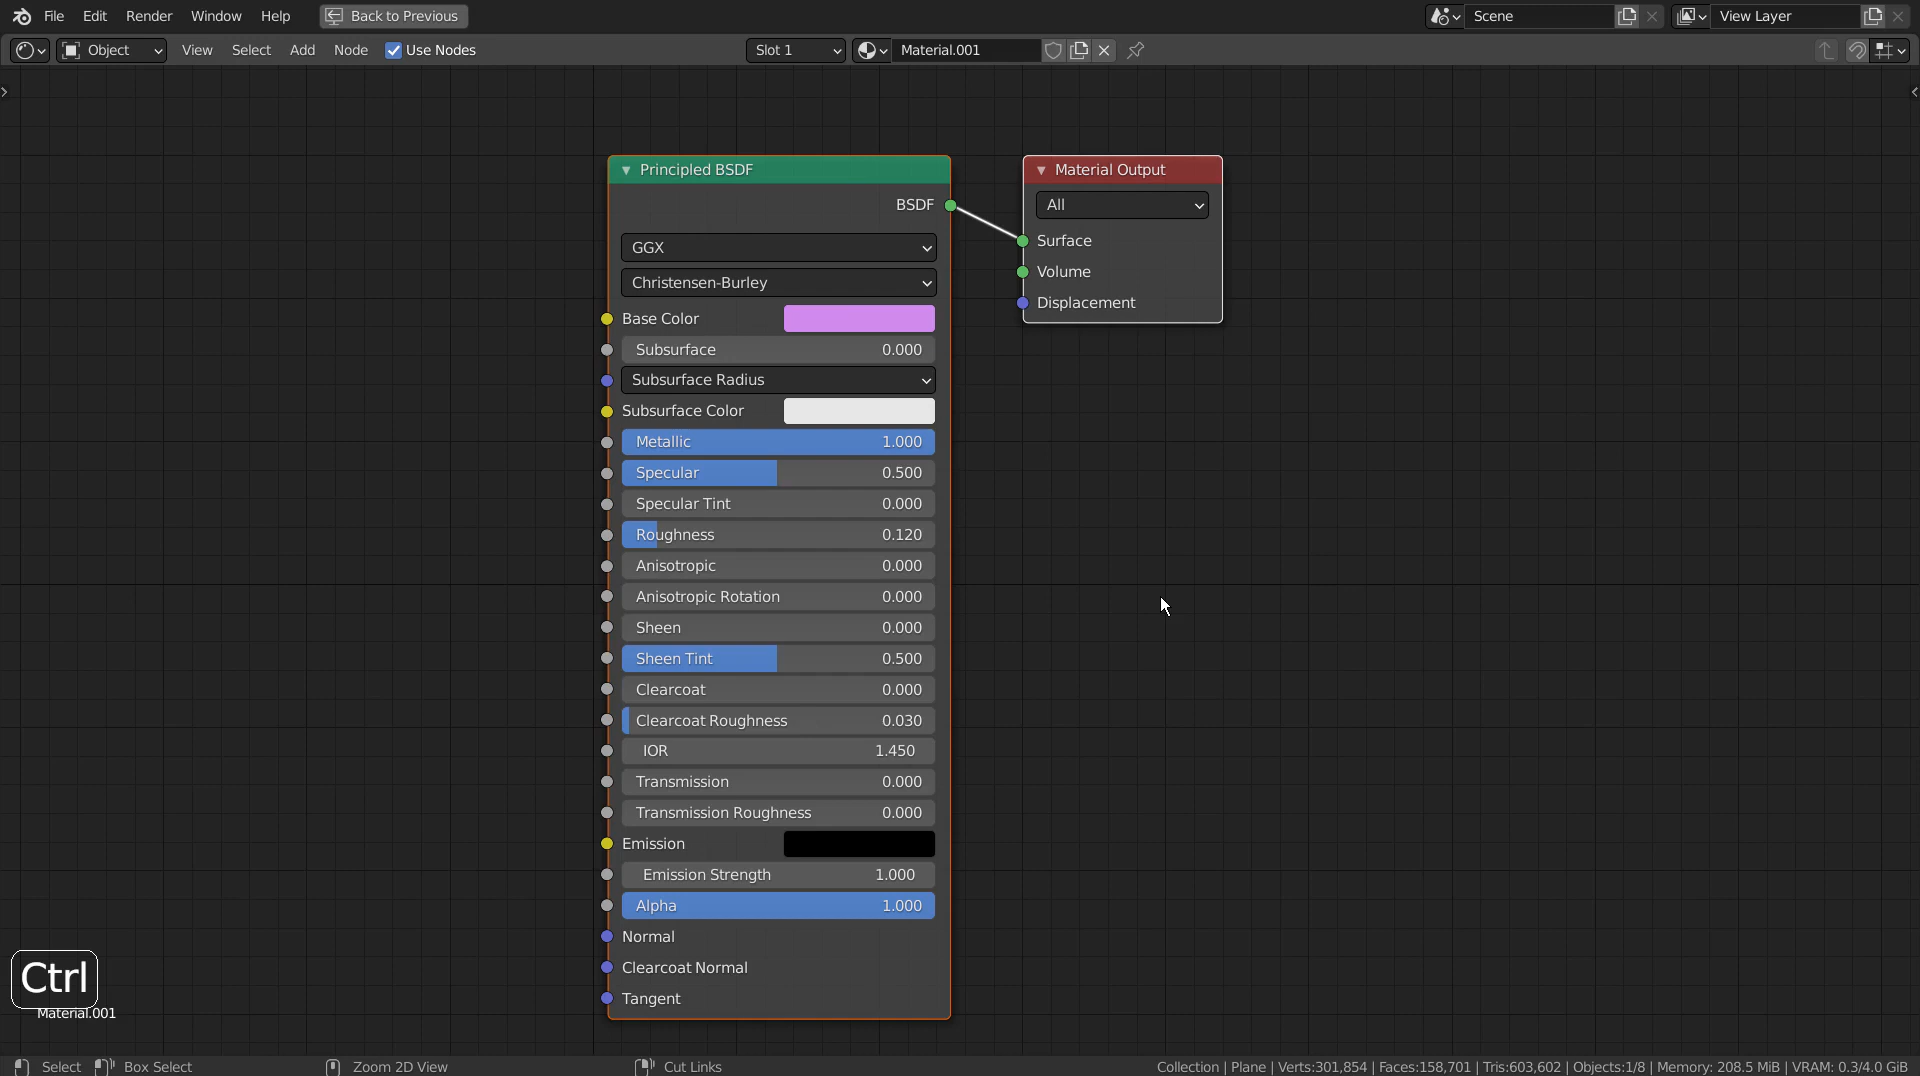 File Edit Render Window Help Back to Previous Scene View Layer
Object View Select Add Node Use Nodes Slot 1 Material.001
Principled BSDF
BSDF
GGX
Christensen-Burley
Base Color
Subsurface 0.000
Subsurface Radius
Subsurface Color
Metallic 1.000
Specular 0.500
Specular Tint 0.000
Roughness 0.120
Anisotropic 0.000
Anisotropic Rotation 0.000
Sheen 0.000
Sheen Tint 0.500
Clearcoat 0.000
Clearcoat Roughness 0.030
IOR 1.450
Transmission 0.000
Transmission Roughness 0.000
Emission
Emission Strength 1.000
Alpha 1.000
Normal
Clearcoat Normal
Tangent
Material Output
All
Surface
Volume
Displacement
Ctrl
Material.001
Select Box Select Zoom 2D View Cut Links Collection | Plane | Verts:301,854 | Faces:158,701 | Tris:603,602 | Objects:1/8 | Memory: 208.5 MiB | VRAM: 0.3/4.0 GiB